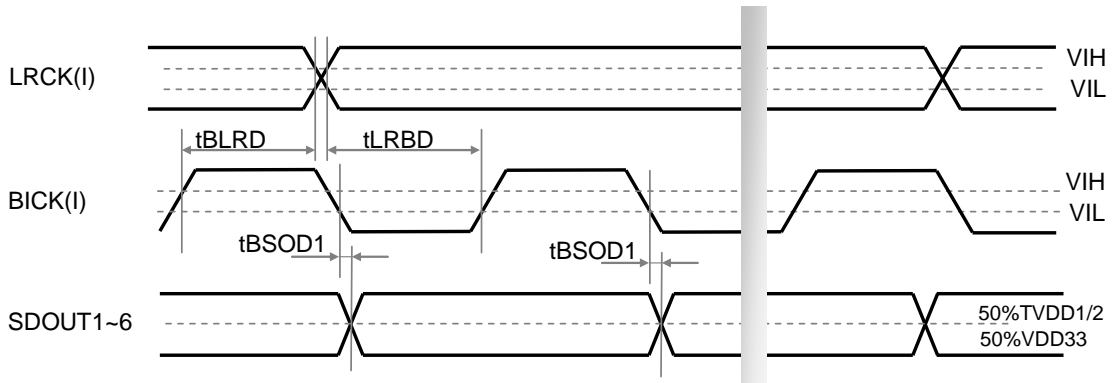 LRCK(I)
VIH
VIL
tBLRD
tLRBD
BICK(I)
VIH
VIL
tBSOD1
tBSOD1
SDOUT1~6
50%TVDD1/2
50%VDD33